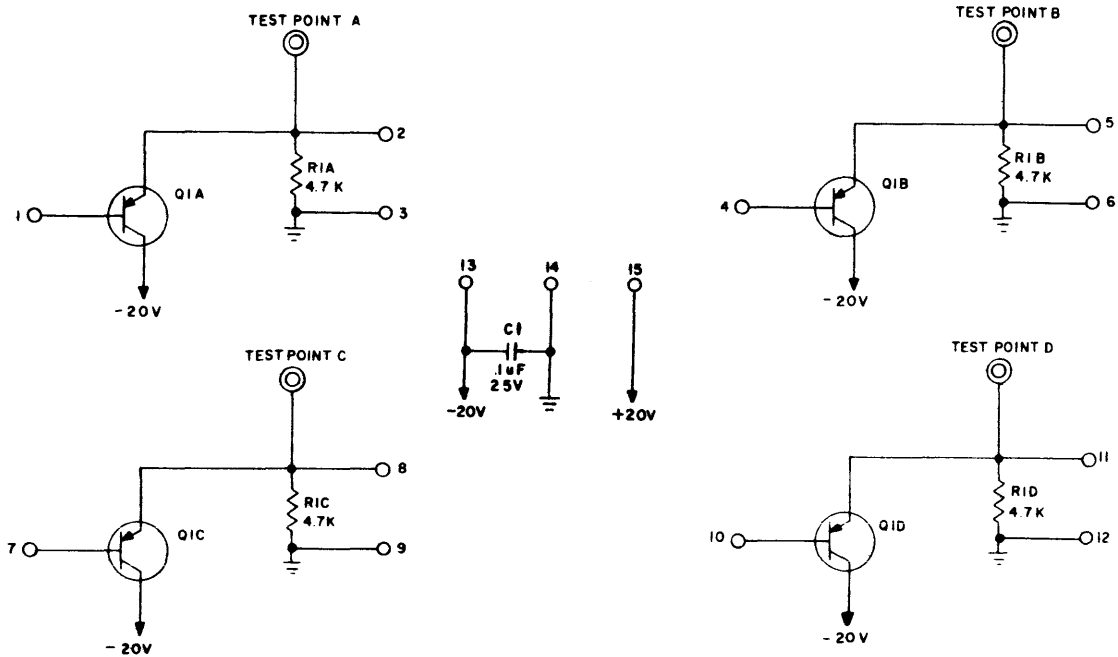 TEST POINT A
2
R1A
4.7K
Q1A
1
3
-20V
TEST POINT B
5
R1B
4.7K
Q1B
4
6
-20V
13
14
15
C1
.1uF
25V
-20V
+20V
TEST POINT C
8
R1C
4.7K
Q1C
7
9
-20V
TEST POINT D
11
R1D
4.7K
Q1D
10
12
-20V